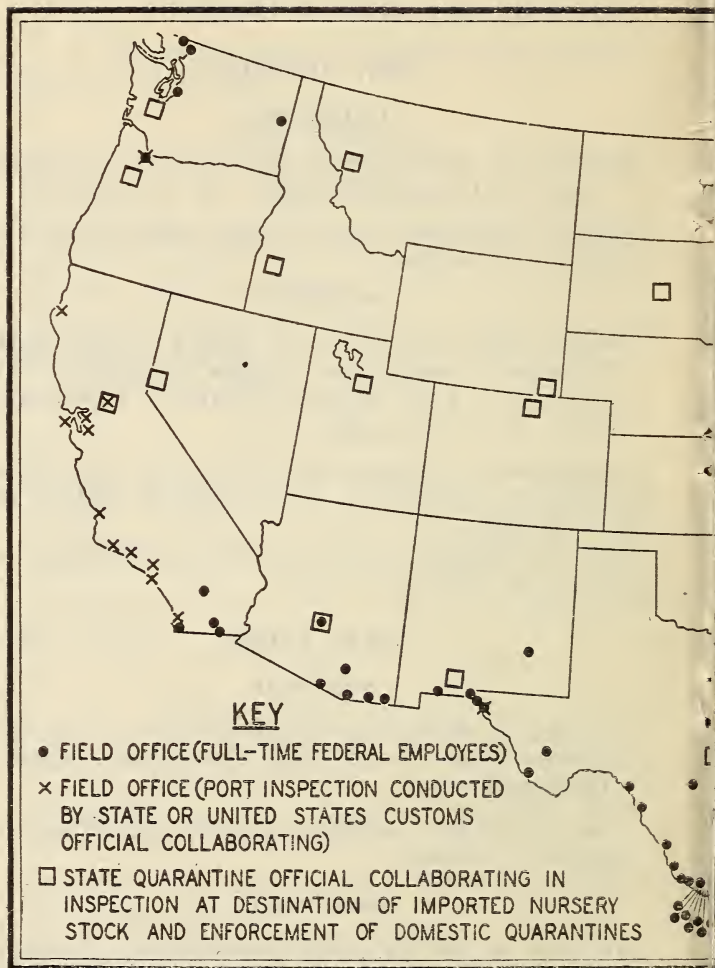 KEY
● FIELD OFFICE (FULL-TIME FEDERAL EMPLOYEES)
× FIELD OFFICE (PORT INSPECTION CONDUCTED
BY STATE OR UNITED STATES CUSTOMS
OFFICIAL COLLABORATING)
□ STATE QUARANTINE OFFICIAL COLLABORATING IN
INSPECTION AT DESTINATION OF IMPORTED NURSERY
STOCK AND ENFORCEMENT OF DOMESTIC QUARANTINES